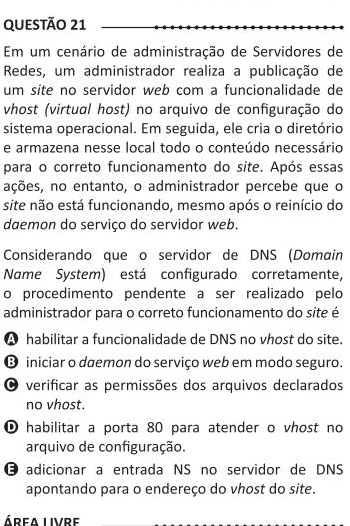 QUESTÃO 21
Em um cenário de administração de Servidores de
Redes, um administrador realiza a publicação de
um site no servidor web com a funcionalidade de
vhost (virtual host) no arquivo de configuração do
sistema operacional. Em seguida, ele cria o diretório
e armazena nesse local todo o conteúdo necessário
para o correto funcionamento do site. Após essas
ações, no entanto, o administrador percebe que o
site não está funcionando, mesmo após o reinício do
daemon do serviço do servidor web.
Considerando que o servidor de DNS (Domain
Name System) está configurado corretamente,
o procedimento pendente a ser realizado pelo
administrador para o correto funcionamento do site é
A habilitar a funcionalidade de DNS no vhost do site.
B iniciar o daemon do serviço web em modo seguro.
C verificar as permissões dos arquivos declarados
no vhost.
D habilitar a porta 80 para atender o vhost no
arquivo de configuração.
E adicionar a entrada NS no servidor de DNS
apontando para o endereço do vhost do site.
ÁREA LIVRE